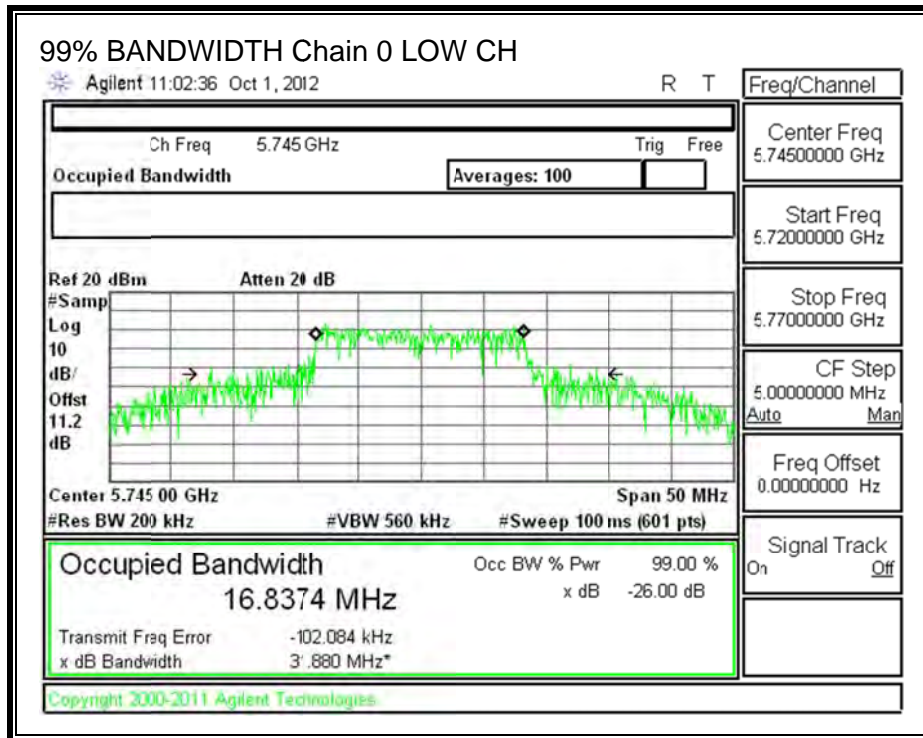 99% BANDWIDTH Chain 0 LOW CH
Agilent 11:02:36 Oct 1, 2012 R T
Freq/Channel
Ch Freq 5.745 GHz Trig Free
Occupied Bandwidth Averages: 100
Center Freq
5.74500000 GHz
Start Freq
5.72000000 GHz
Stop Freq
5.77000000 GHz
CF Step
5.00000000 MHz
Auto Man
Freq Offset
0.00000000 Hz
Signal Track
On Off
Ref 20 dBm Atten 20 dB
#Samp
Log
10
dB/
Offst
11.2
dB
Center 5.745 00 GHz Span 50 MHz
#Res BW 200 kHz #VBW 560 kHz #Sweep 100 ms (601 pts)
Occupied Bandwidth
16.8374 MHz
Occ BW % Pwr 99.00 %
x dB -26.00 dB
Transmit Freq Error -102.084 kHz
x dB Bandwidth MHz*
Copyright 2000-2011 Agilent Technologies